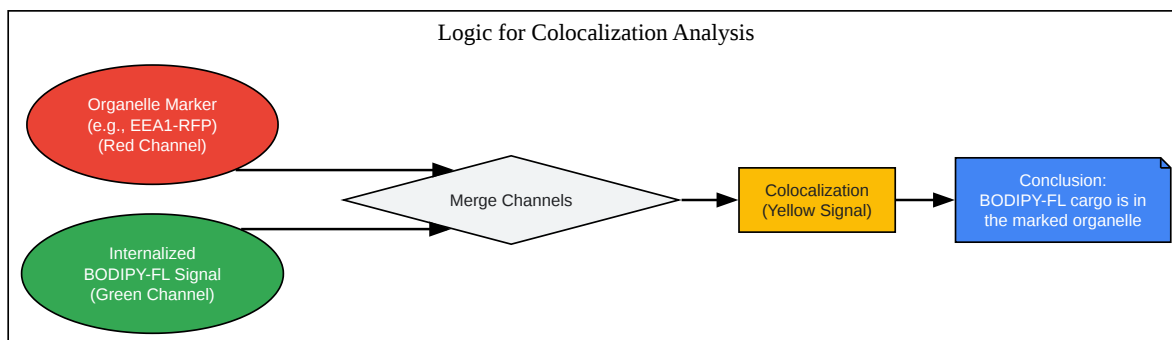 Logic for Colocalization Analysis
Organelle Marker
(e.g., EEA1-RFP)
(Red Channel)
Internalized
BODIPY-FL Signal
(Green Channel)
Merge Channels
Colocalization
(Yellow Signal)
Conclusion:
BODIPY-FL cargo is in
the marked organelle